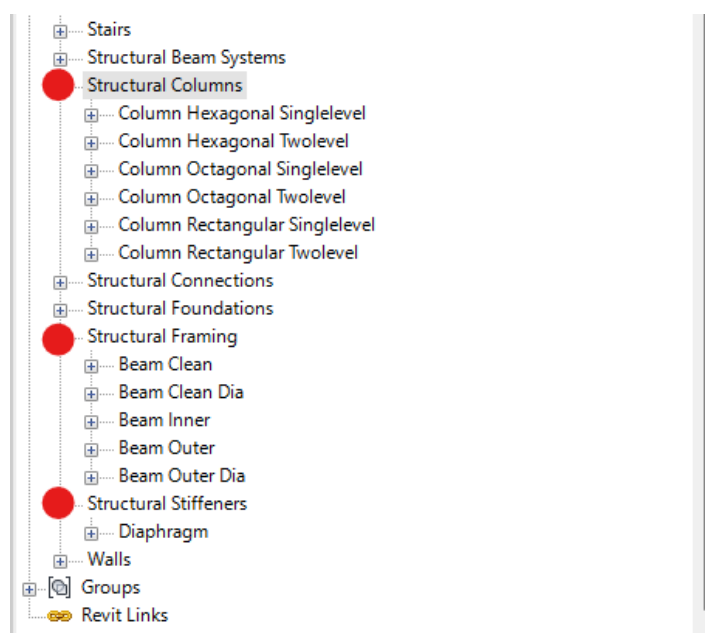 Stairs
Structural Beam Systems
Structural Columns
Column Hexagonal Singlelevel
Column Hexagonal Twolevel
Column Octagonal Singlelevel
Column Octagonal Twolevel
Column Rectangular Singlelevel
Column Rectangular Twolevel
Structural Connections
Structural Foundations
Structural Framing
Beam Clean
Beam Clean Dia
Beam Inner
Beam Outer
Beam Outer Dia
Structural Stiffeners
Diaphragm
Walls
Groups
Revit Links